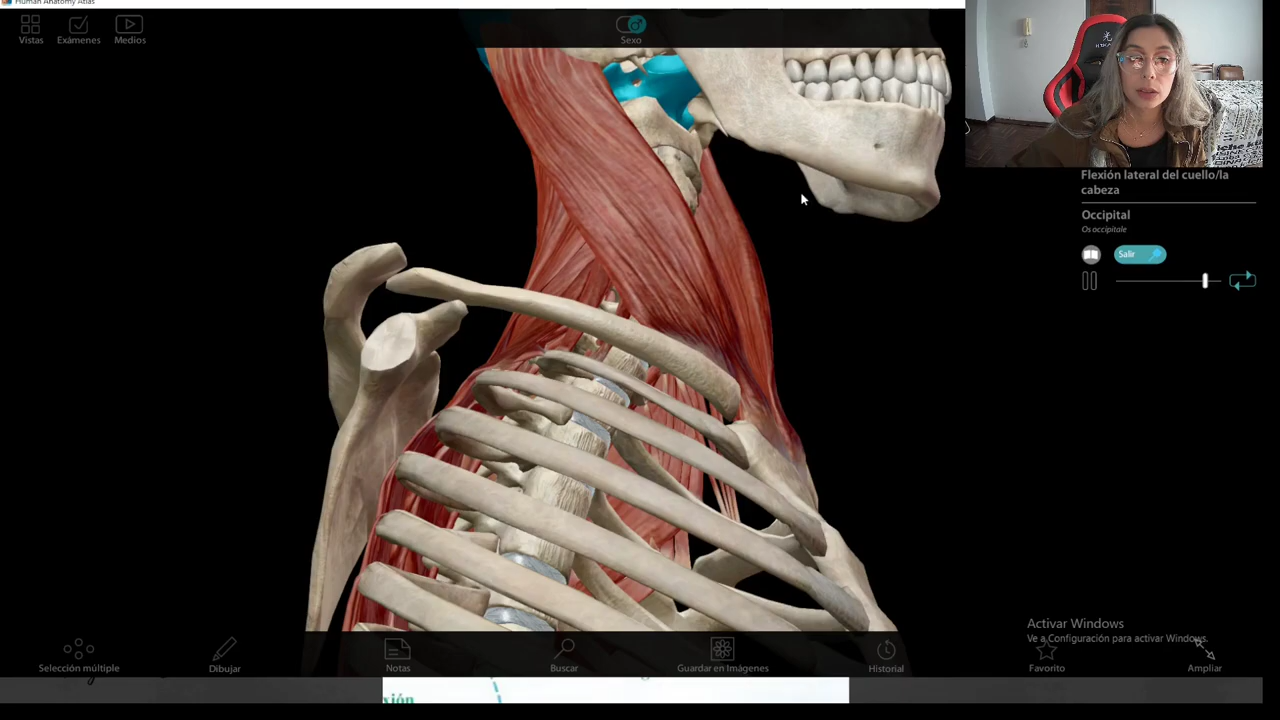 Human Anatomy Atlas
Vistas
Exámenes
Medios
Sexo
Flexión lateral del cuello/la
cabeza
Occipital
Os occipitale
Salir
Activar Windows
Ve a Configuración para activar Windows.
Selección múltiple
Dibujar
Notas
Buscar
Guardar en Imágenes
Historial
Favorito
Ampliar
xión